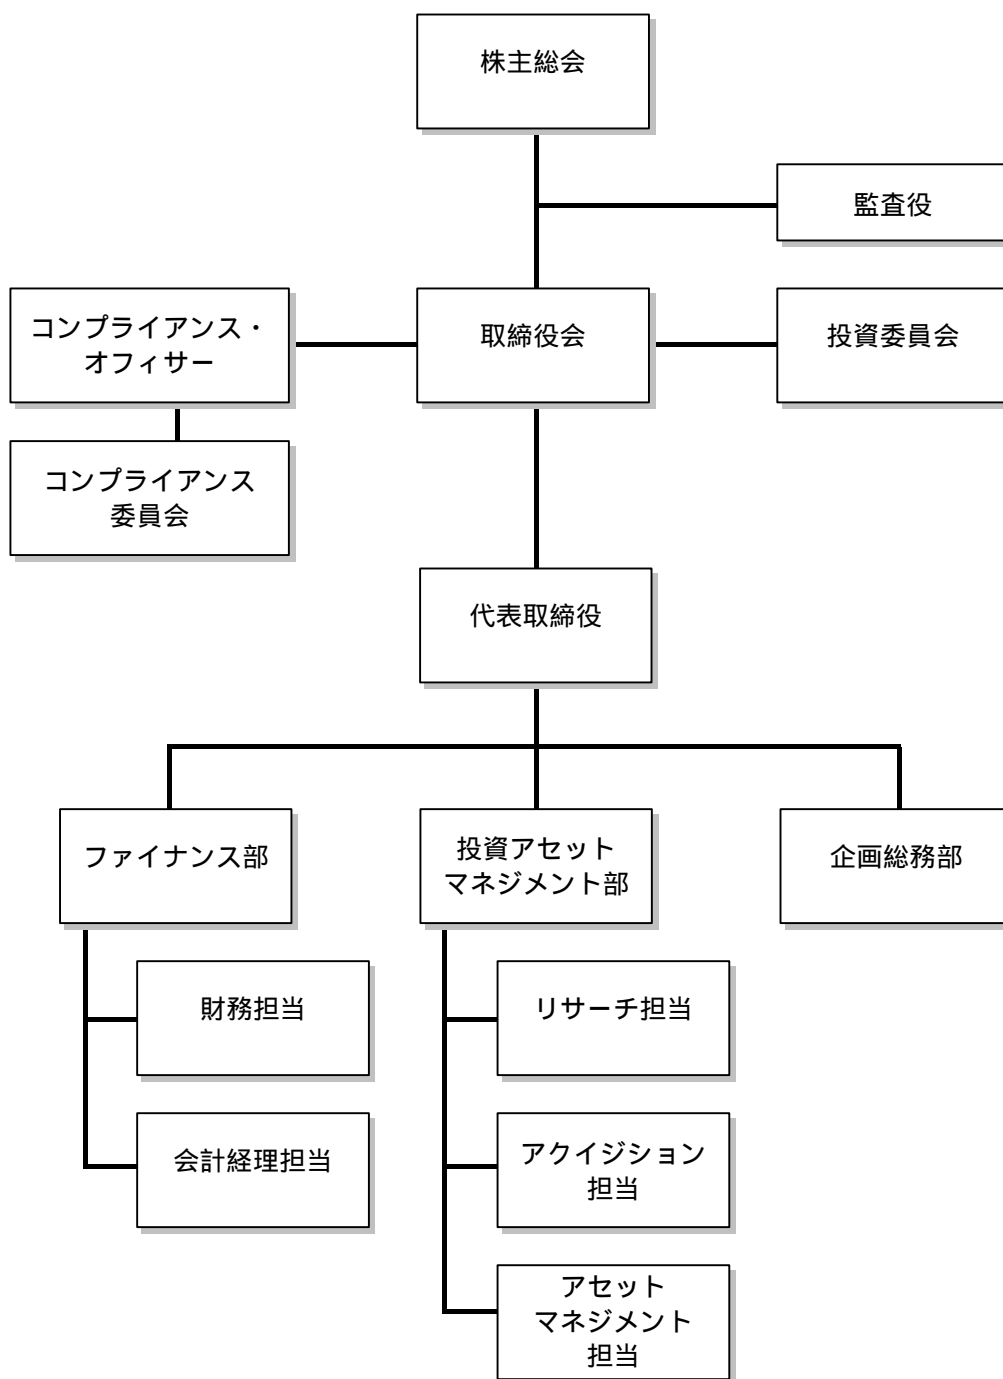 株主総会
監査役
コンプライアンス・
オフィサー
取締役会
投資委員会
コンプライアンス
委員会
代表取締役
ファイナンス部
投資アセット
マネジメント部
企画総務部
財務担当
リサーチ担当
会計経理担当
アクイジション
担当
アセット
マネジメント
担当